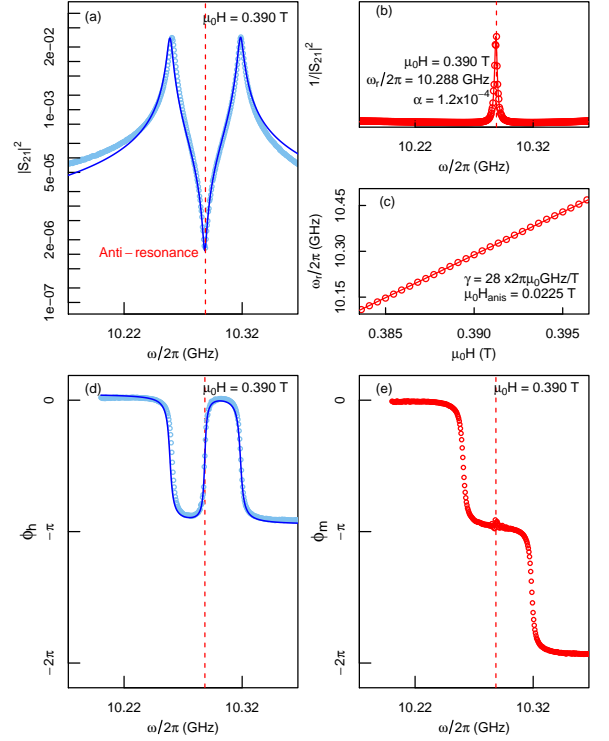 (a)
μ₀H = 0.390 T
|S₂₁|²
2e−02
1e−03
5e−05
2e−06
1e−07
Anti−resonance
10.22
10.32
ω/2π (GHz)
(b)
1/|S₂₁|²
μ₀H = 0.390 T
ωᵣ/2π = 10.288 GHz
α = 1.2x10⁻⁴
10.22
10.32
ω/2π (GHz)
(c)
ωᵣ/2π (GHz)
10.45
10.30
10.15
γ = 28 x2πμ₀GHz/T
μ₀Hanis = 0.0225 T
0.385
0.391
0.395
μ₀H (T)
(d)
μ₀H = 0.390 T
ϕh
0
−π
−2π
10.22
10.32
ω/2π (GHz)
(e)
μ₀H = 0.390 T
ϕm
0
−π
−2π
10.22
10.32
ω/2π (GHz)